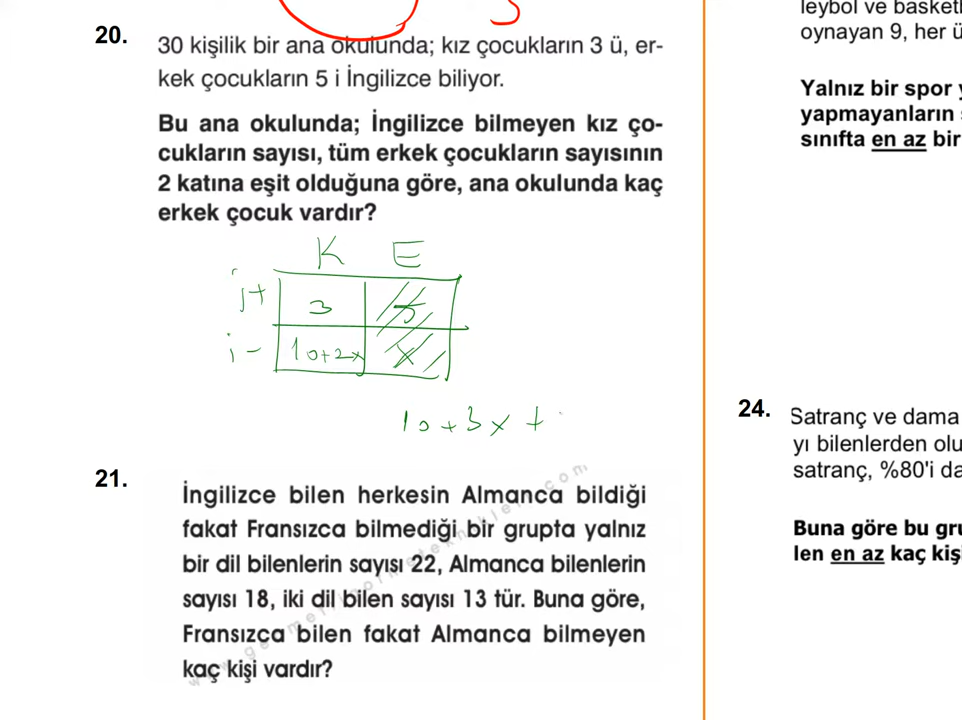 20.
30 kişilik bir ana okulunda; kız çocukların 3 ü, er-
kek çocukların 5 i İngilizce biliyor.
Bu ana okulunda; İngilizce bilmeyen kız ço-
cukların sayısı, tüm erkek çocukların sayısının
2 katına eşit olduğuna göre, ana okulunda kaç
erkek çocuk vardır?
K E
i+ 3 5
i- 10+2x x
10+3x+
21.
İngilizce bilen herkesin Almanca bildiği
fakat Fransızca bilmediği bir grupta yalnız
bir dil bilenlerin sayısı 22, Almanca bilenlerin
sayısı 18, iki dil bilen sayısı 13 tür. Buna göre,
Fransızca bilen fakat Almanca bilmeyen
kaç kişi vardır?
leybol ve basketb
oynayan 9, her ü
Yalnız bir spor y
yapmayanların s
sınıfta en az bir
24.
Satranç ve dama
yı bilenlerden olu
satranç, %80'i da
Buna göre bu gru
len en az kaç kişi